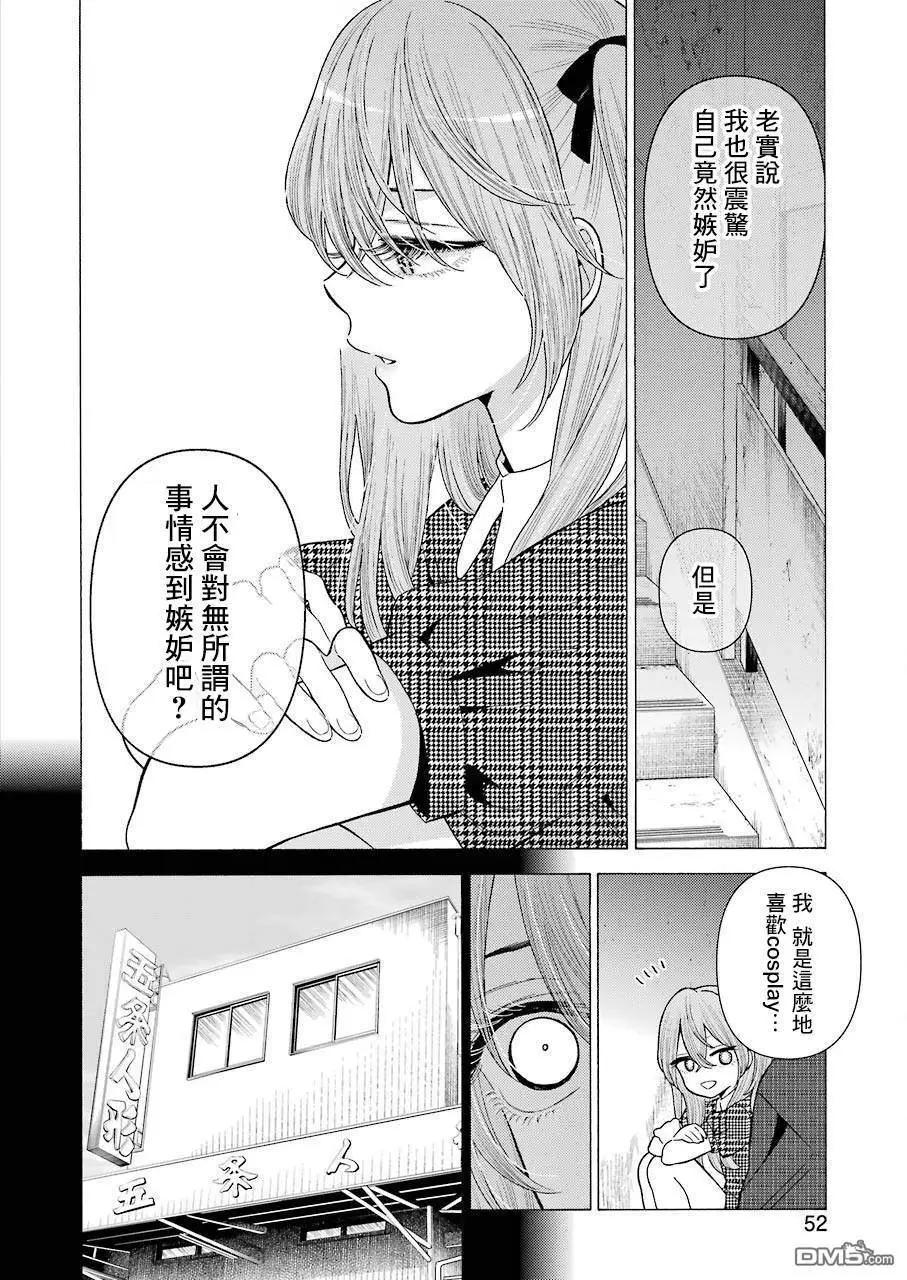 老實說
我也很震驚
自己竟然嫉妒了
但是
人不會對無所謂的
事情感到嫉妒吧？
我 就是這麼地
喜歡cosplay…
五条人形
五条人
52
DM5.com